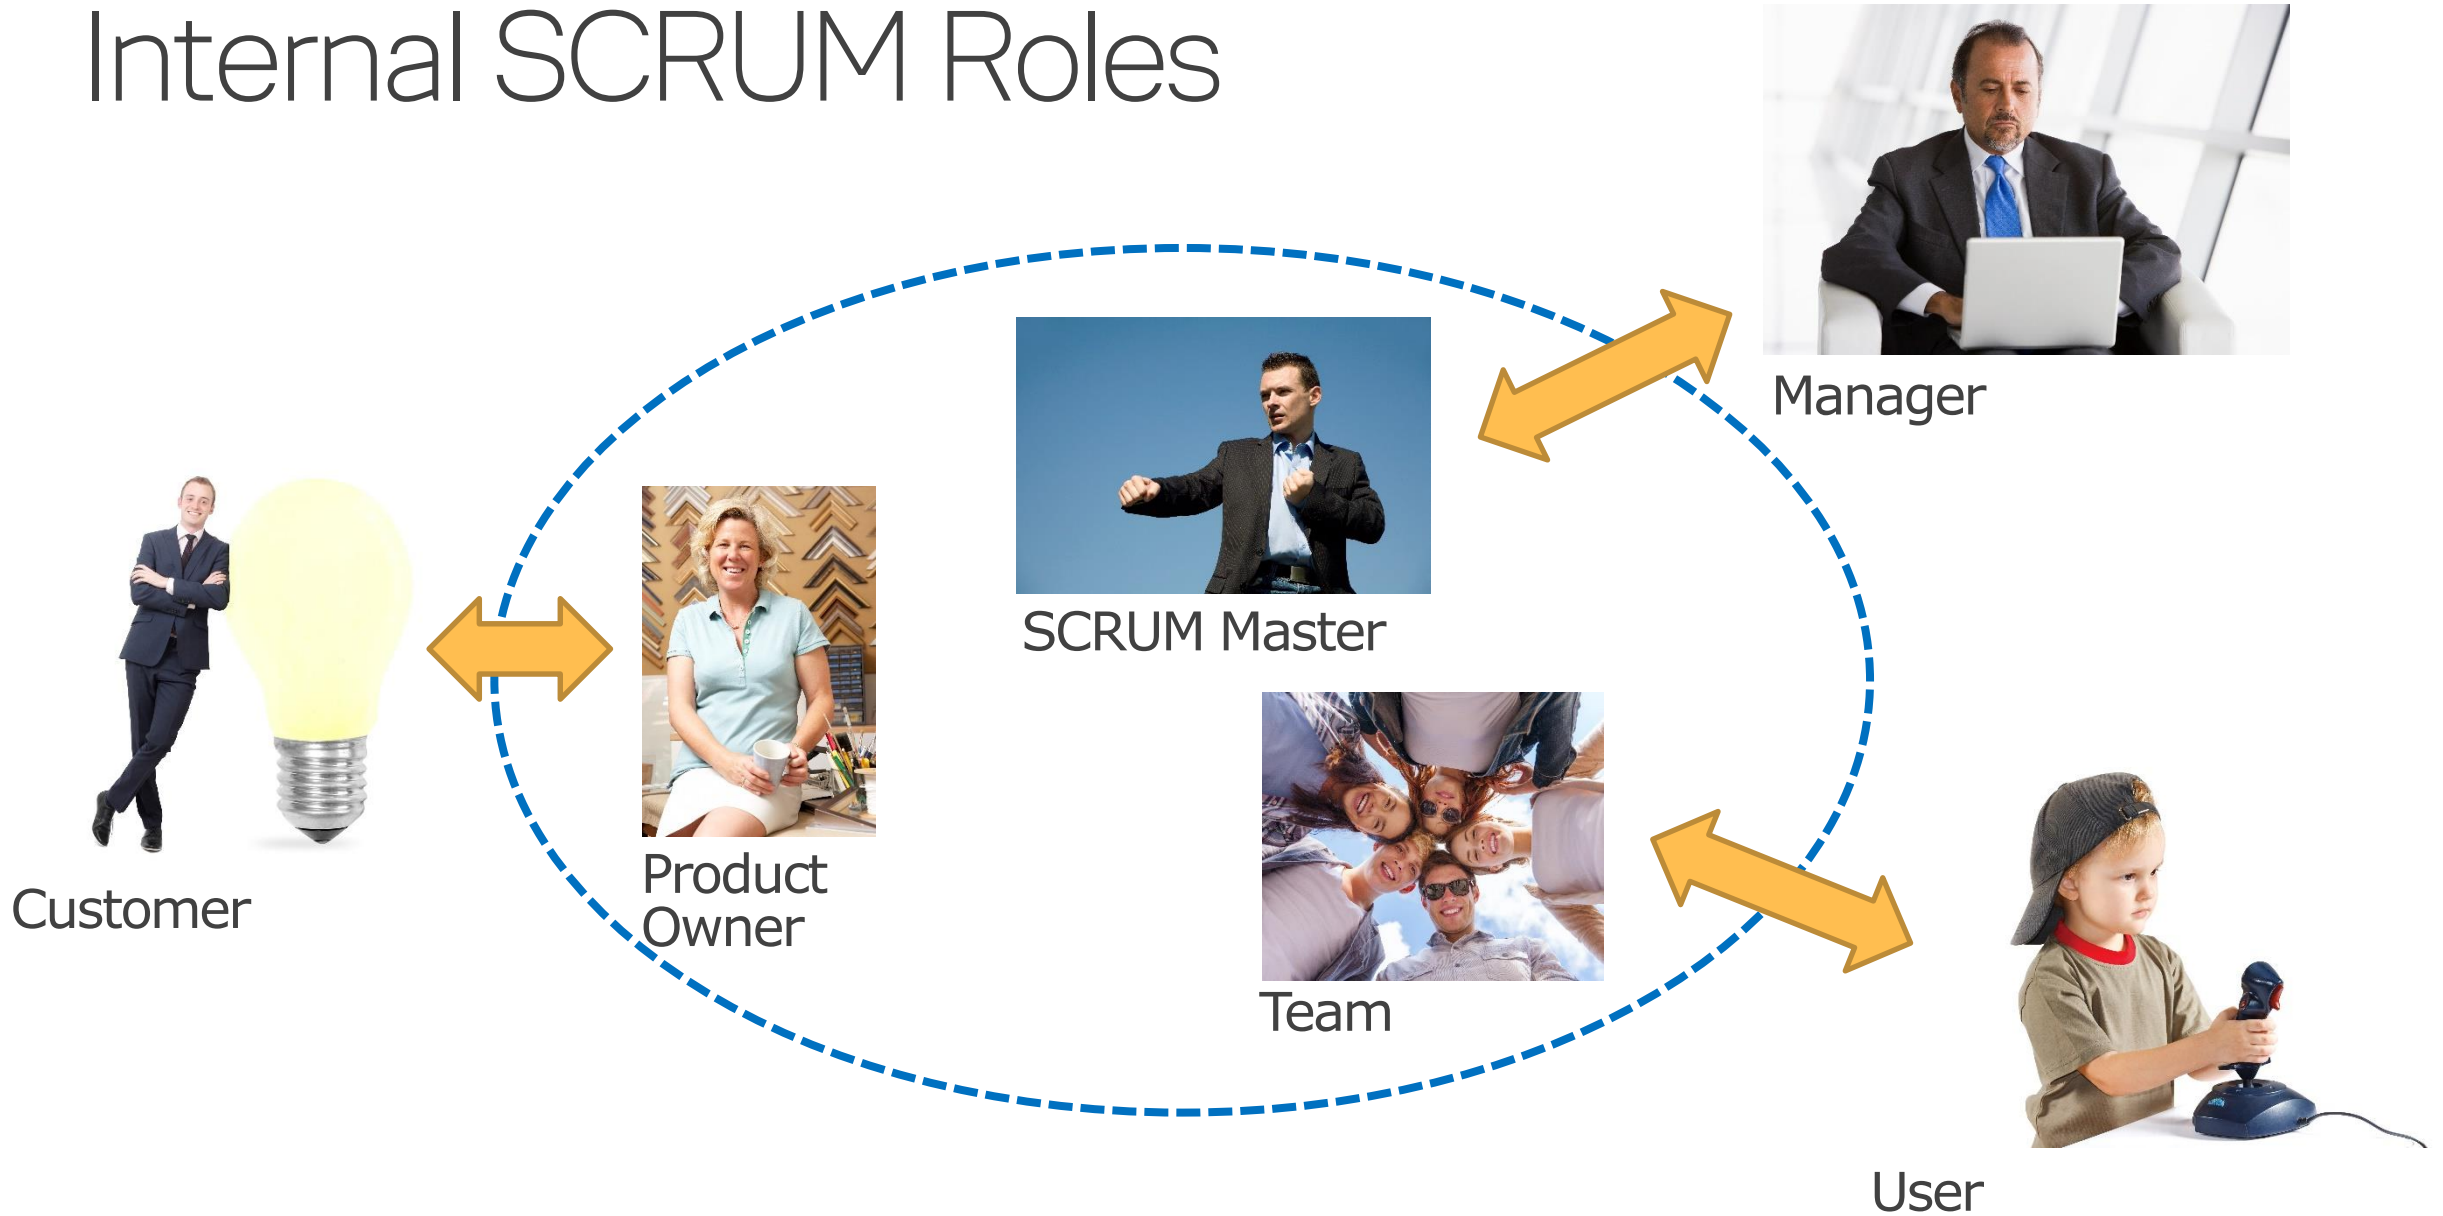 Internal SCRUM Roles
Manager
SCRUM Master
Customer
Product
Owner
Team
User